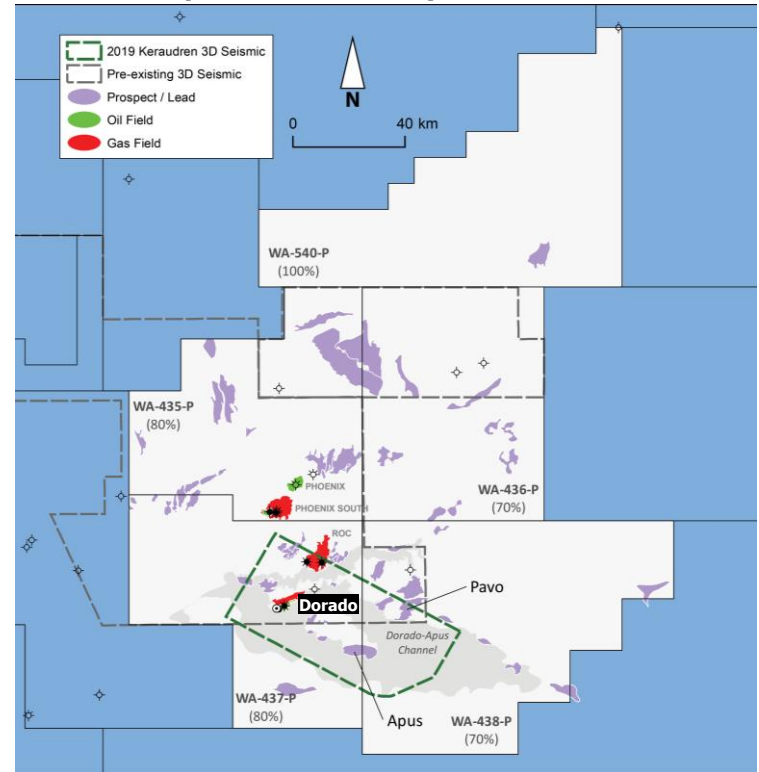 2019 Keraudren 3D Seismic
Pre-existing 3D Seismic
Prospect / Lead
Oil Field
Gas Field
N
0 40 km
WA-540-P
(100%)
WA-435-P
(80%)
PHOENIX
PHOENIX SOUTH
WA-436-P
(70%)
ROC
Pavo
Dorado
Dorado-Apus
Channel
WA-437-P
(80%)
Apus
WA-438-P
(70%)